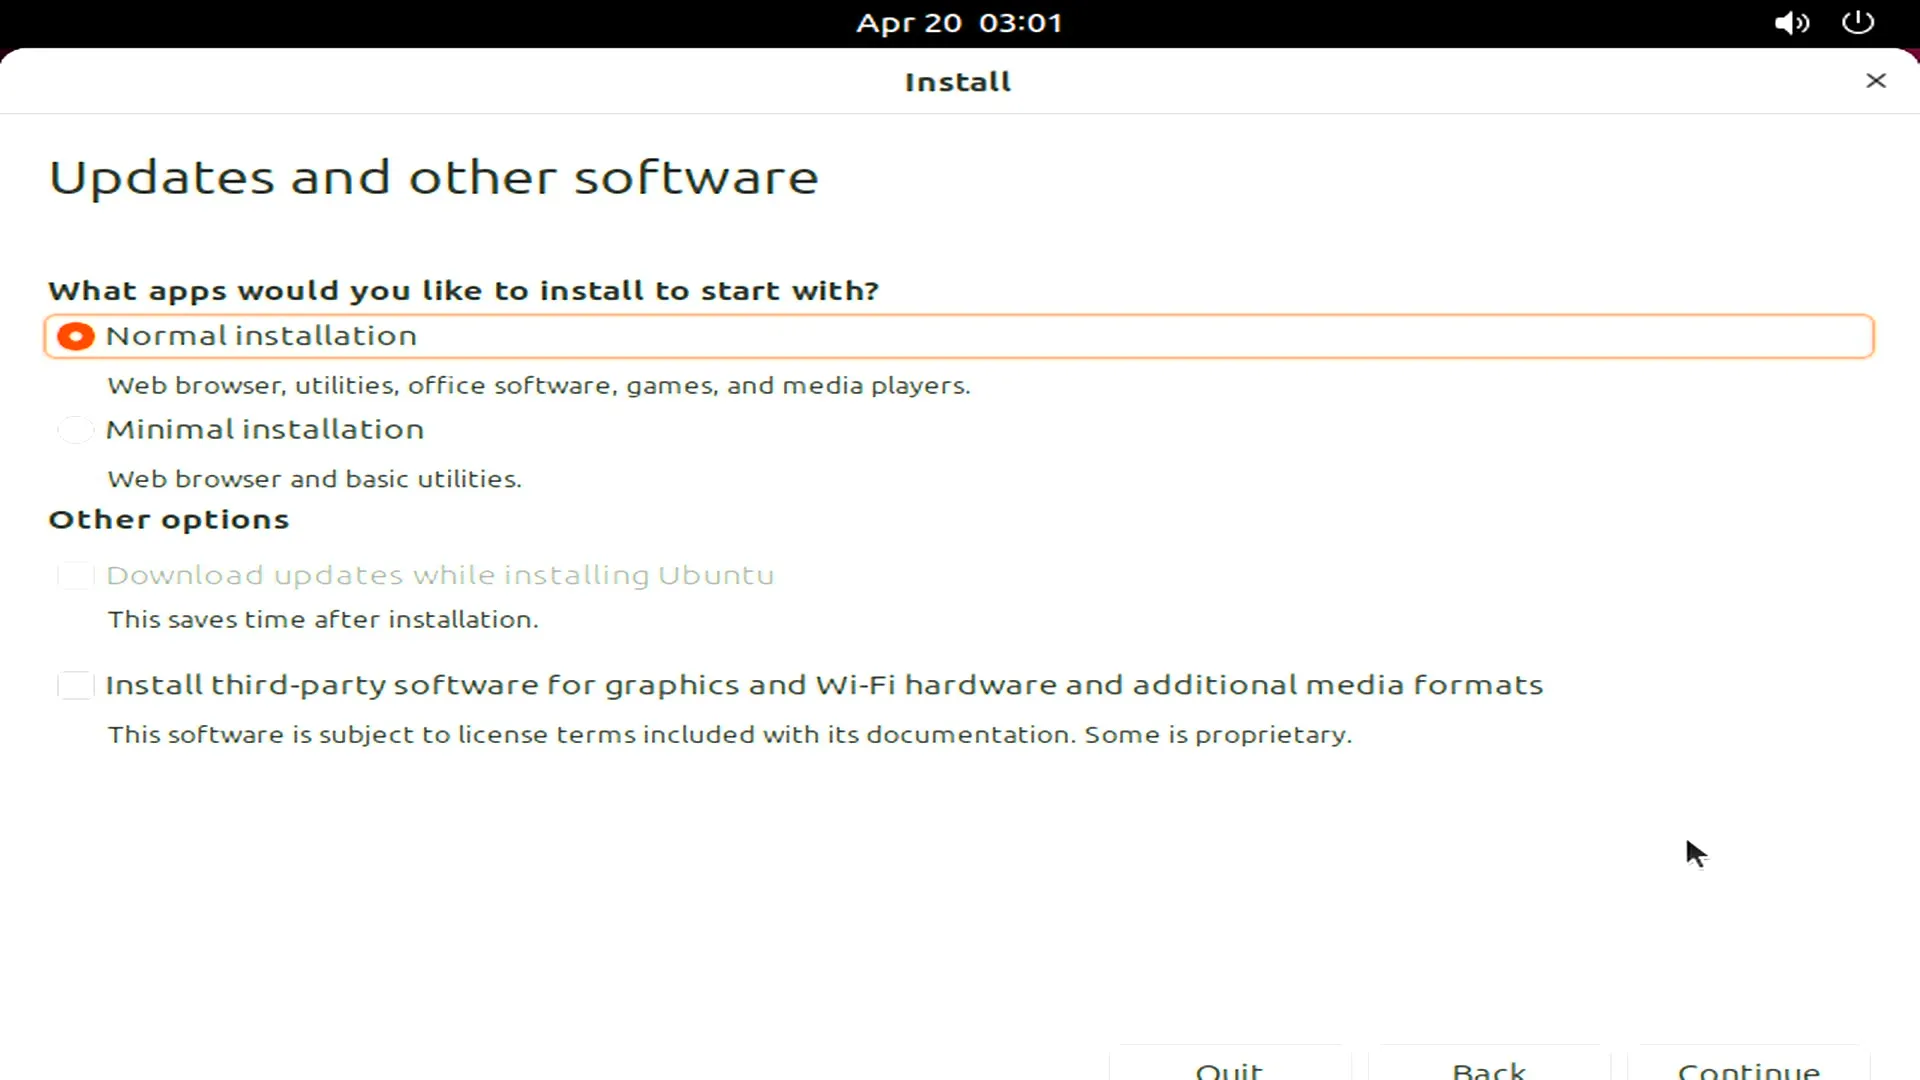 Apr 20 03:01
Install
Updates and other software
What apps would you like to install to start with?
Normal installation
Web browser, utilities, office software, games, and media players.
Minimal installation
Web browser and basic utilities.
Other options
Download updates while installing Ubuntu
This saves time after installation.
Install third-party software for graphics and Wi-Fi hardware and additional media formats
This software is subject to license terms included with its documentation. Some is proprietary.
Quit Back Continue